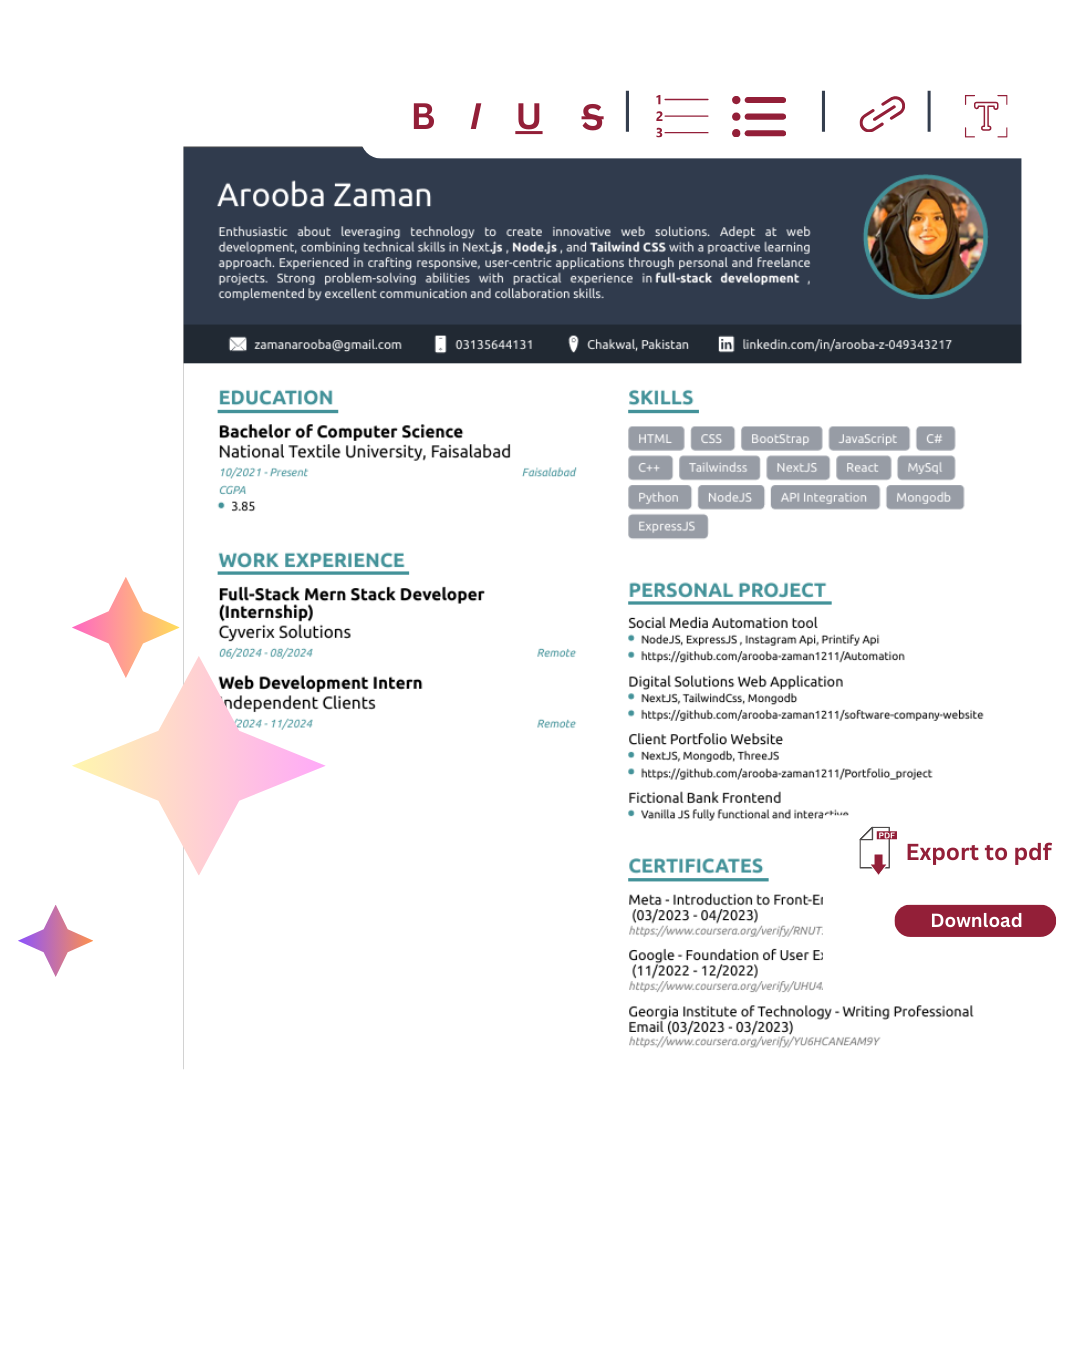 B I U S
1
2
3
T
Arooba Zaman
Enthusiastic about leveraging technology to create innovative web solutions. Adept at web
development, combining technical skills in Next.js , Node.js , and Tailwind CSS with a proactive learning
approach. Experienced in crafting responsive, user-centric applications through personal and freelance
projects. Strong problem-solving abilities with practical experience in full-stack development ,
complemented by excellent communication and collaboration skills.
zamanarooba@gmail.com 03135644131 Chakwal, Pakistan in linkedin.com/in/arooba-z-049343217
EDUCATION
Bachelor of Computer Science
National Textile University, Faisalabad
10/2021 - Present Faisalabad
CGPA
3.85
WORK EXPERIENCE
Full-Stack Mern Stack Developer
(Internship)
Cyverix Solutions
06/2024 - 08/2024 Remote
Web Development Intern
ndependent Clients
/2024 - 11/2024 Remote
SKILLS
HTML CSS BootStrap JavaScript C#
C++ Tailwindss NextJS React MySql
Python NodeJS API Integration Mongodb
ExpressJS
PERSONAL PROJECT
Social Media Automation tool
NodeJS, ExpressJS , Instagram Api, Printify Api
https://github.com/arooba-zaman1211/Automation
Digital Solutions Web Application
NextJS, TailwindCss, Mongodb
https://github.com/arooba-zaman1211/software-company-website
Client Portfolio Website
NextJS, Mongodb, ThreeJS
https://github.com/arooba-zaman1211/Portfolio_project
Fictional Bank Frontend
Vanilla JS fully functional and interactive
PDF
Export to pdf
Download
CERTIFICATES
Meta - Introduction to Front-E
(03/2023 - 04/2023)
https://www.coursera.org/verify/RNUT
Google - Foundation of User E
(11/2022 - 12/2022)
https://www.coursera.org/verify/UHU4
Georgia Institute of Technology - Writing Professional
Email (03/2023 - 03/2023)
https://www.coursera.org/verify/YU6HCANEAM9Y